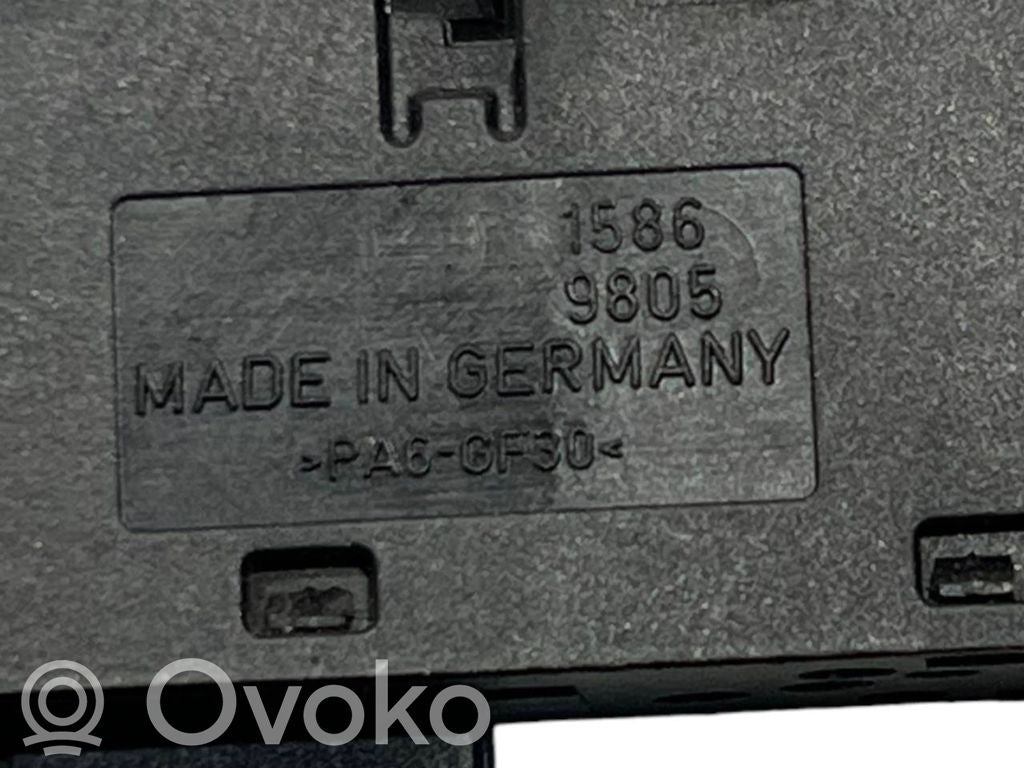 1586
9805
MADE IN GERMANY
>PA6-GF30<
Ovoko